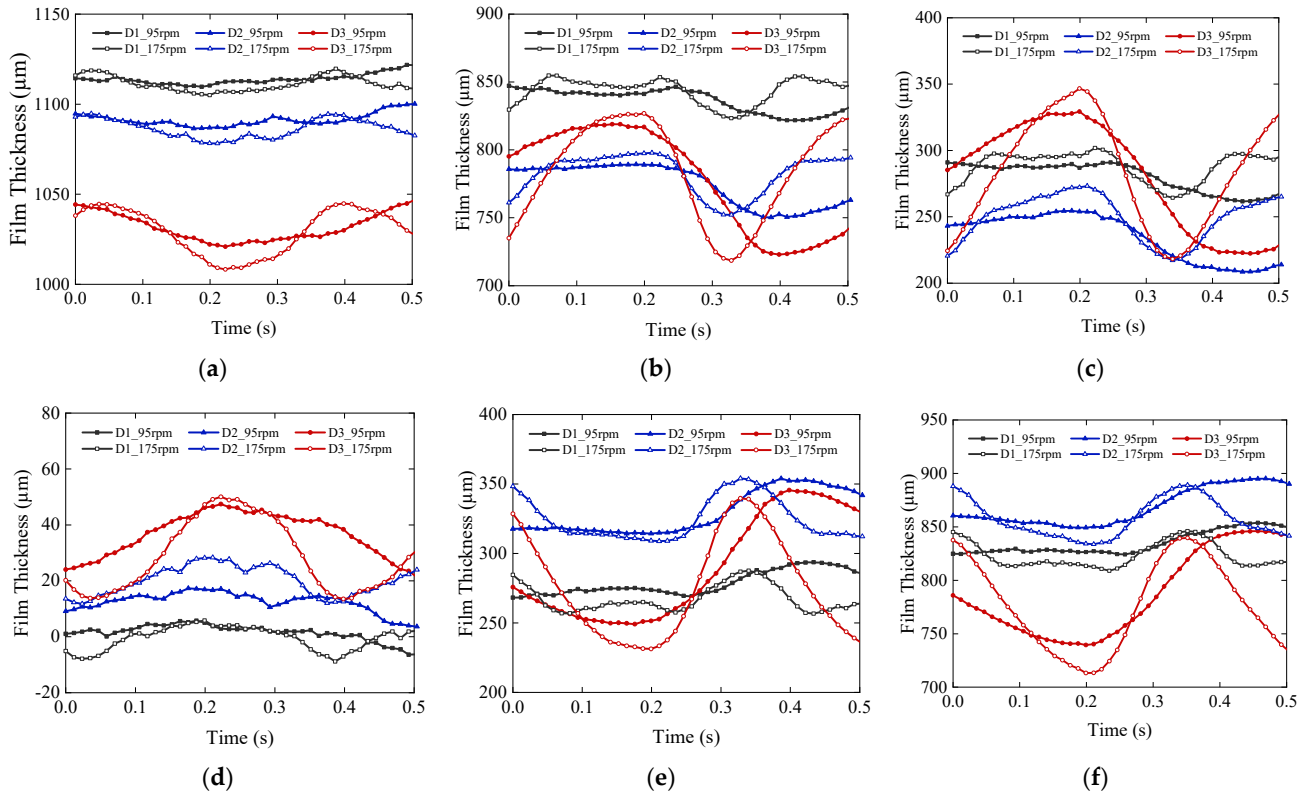 1150
1100
1050
1000
Film Thickness (µm)
D1_95rpm D2_95rpm D3_95rpm
D1_175rpm D2_175rpm D3_175rpm
0.0 0.1 0.2 0.3 0.4 0.5
Time (s)
(a)
900
850
800
750
700
Film Thickness (µm)
D1_95rpm D2_95rpm D3_95rpm
D1_175rpm D2_175rpm D3_175rpm
0.0 0.1 0.2 0.3 0.4 0.5
Time (s)
(b)
400
350
300
250
200
Film Thickness (µm)
D1_95rpm D2_95rpm D3_95rpm
D1_175rpm D2_175rpm D3_175rpm
0.0 0.1 0.2 0.3 0.4 0.5
Time (s)
(c)
80
60
40
20
0
-20
Film Thickness (µm)
D1_95rpm D2_95rpm D3_95rpm
D1_175rpm D2_175rpm D3_175rpm
0.0 0.1 0.2 0.3 0.4 0.5
Time (s)
(d)
400
350
300
250
200
Film Thickness (µm)
D1_95rpm D2_95rpm D3_95rpm
D1_175rpm D2_175rpm D3_175rpm
0.0 0.1 0.2 0.3 0.4 0.5
Time (s)
(e)
950
900
850
800
750
700
Film Thickness (µm)
D1_95rpm D2_95rpm D3_95rpm
D1_175rpm D2_175rpm D3_175rpm
0.0 0.1 0.2 0.3 0.4 0.5
Time (s)
(f)